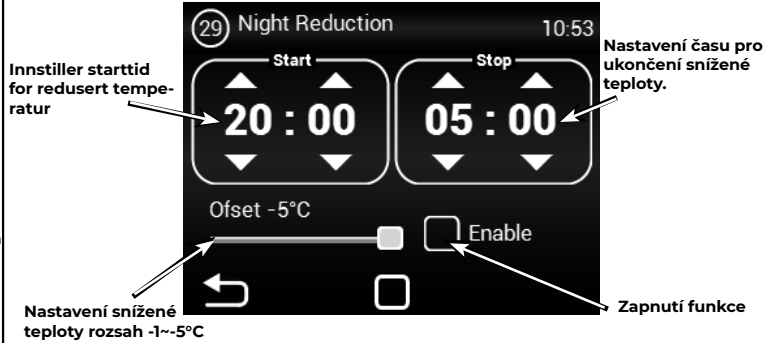 29 Night Reduction 10:53
Start
Stop
20 : 00
05 : 00
Innstiller starttid
for redusert tempe-
ratur
Nastavení času pro
ukončení snížené
teploty.
Ofset -5°C
Enable
Nastavení snížené
teploty rozsah -1~-5°C
Zapnutí funkce